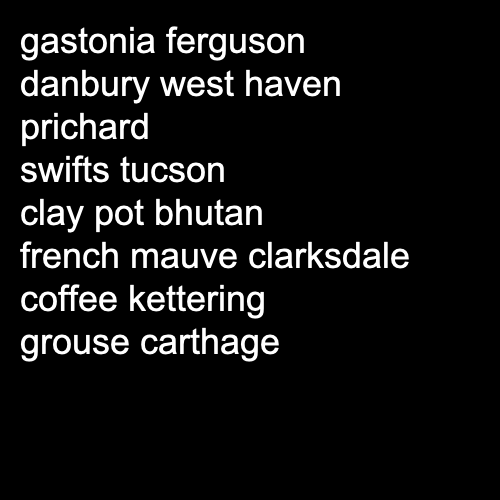 gastonia ferguson
danbury west haven
prichard
swifts tucson
clay pot bhutan
french mauve clarksdale
coffee kettering
grouse carthage